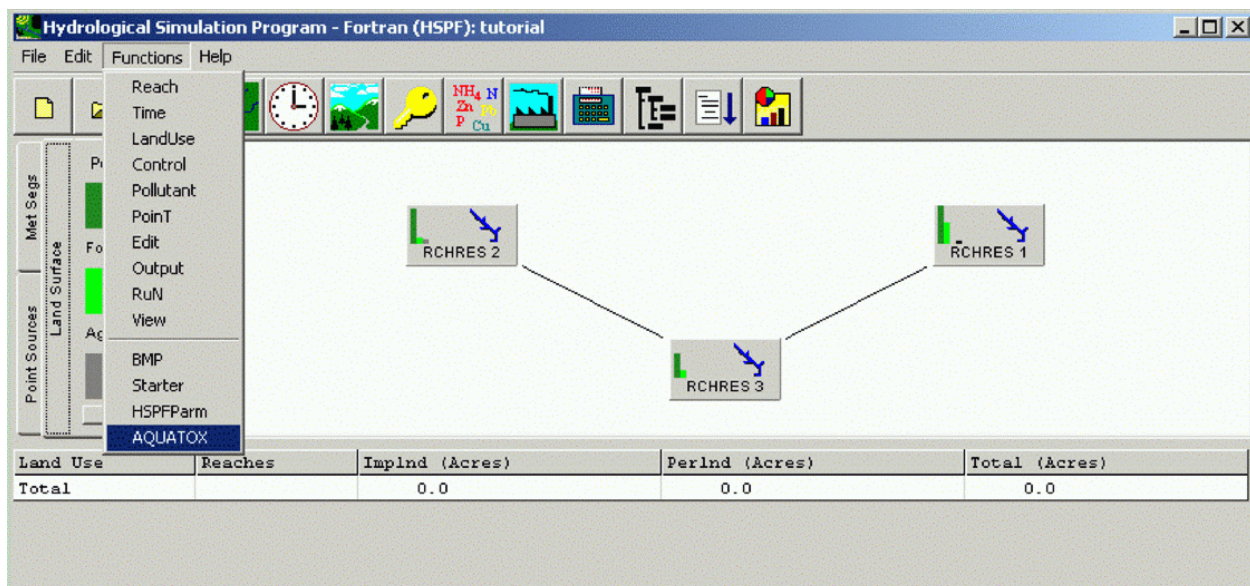 Hydrological Simulation Program - Fortran (HSPF): tutorial
File Edit Functions Help
Reach
Time
LandUse
Control
Pollutant
PoinT
Edit
Output
RuN
View
BMP
Starter
HSPFParm
AQUATOX
NH4 N
Zn Pb
P Cu
Met Segs
Land Surface
Point Sources
RCHRES 2
RCHRES 1
RCHRES 3
Land Use Reaches ImpInd (Acres) PerInd (Acres) Total (Acres)
Total 0.0 0.0 0.0